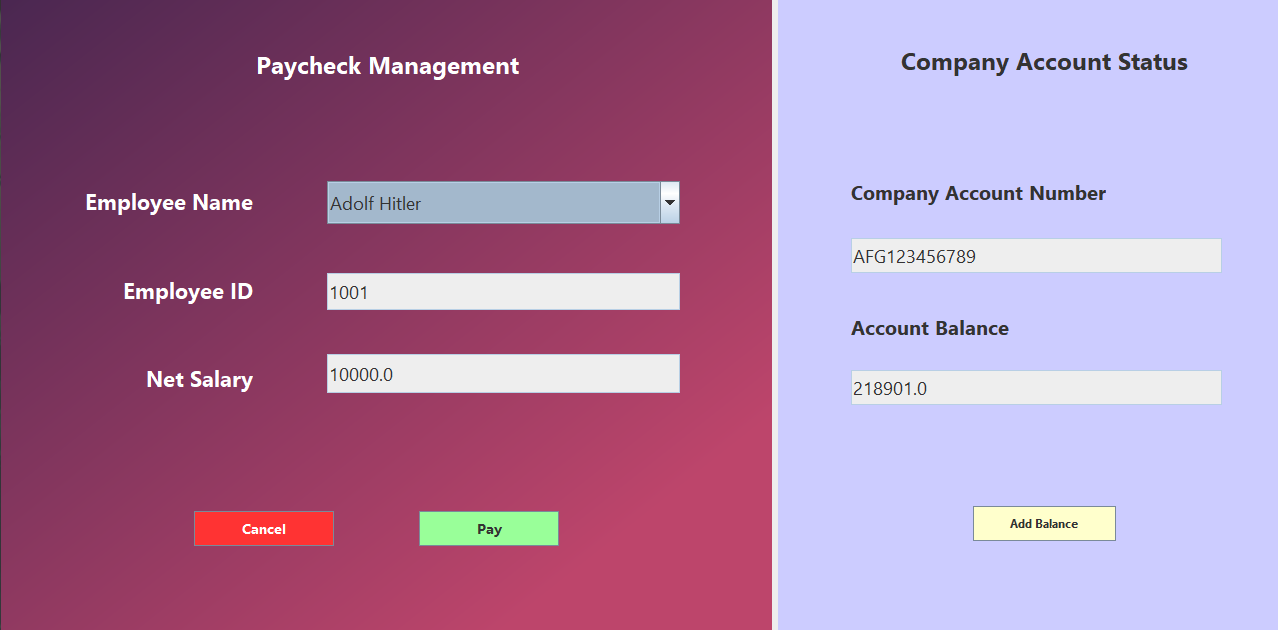 Paycheck Management
Employee Name
Adolf Hitler
Employee ID
1001
Net Salary
10000.0
Cancel
Pay
Company Account Status
Company Account Number
AFG123456789
Account Balance
218901.0
Add Balance